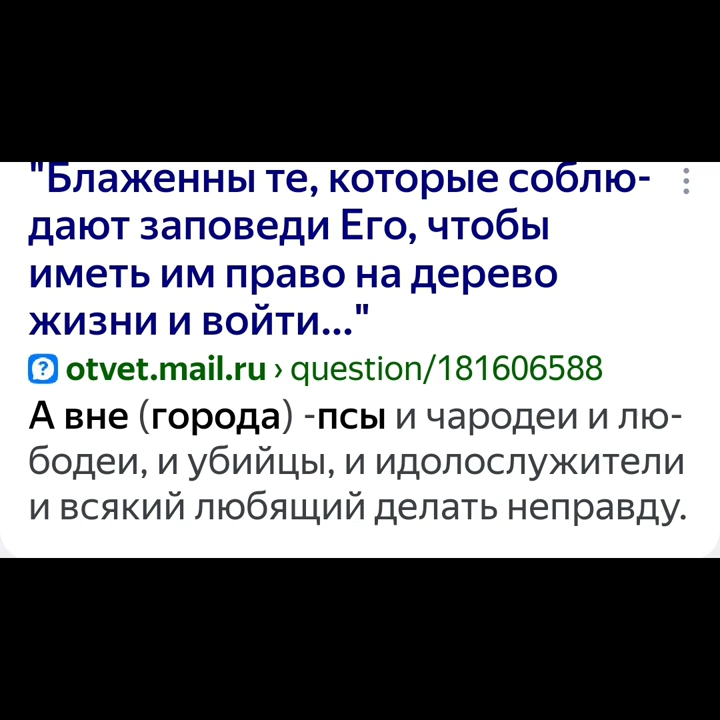 "Блаженны те, которые соблю-
дают заповеди Его, чтобы
иметь им право на дерево
жизни и войти..."
otvet.mail.ru › question/181606588
А вне (города) -псы и чародеи и лю-
бодеи, и убийцы, и идолослужители
и всякий любящий делать неправду.